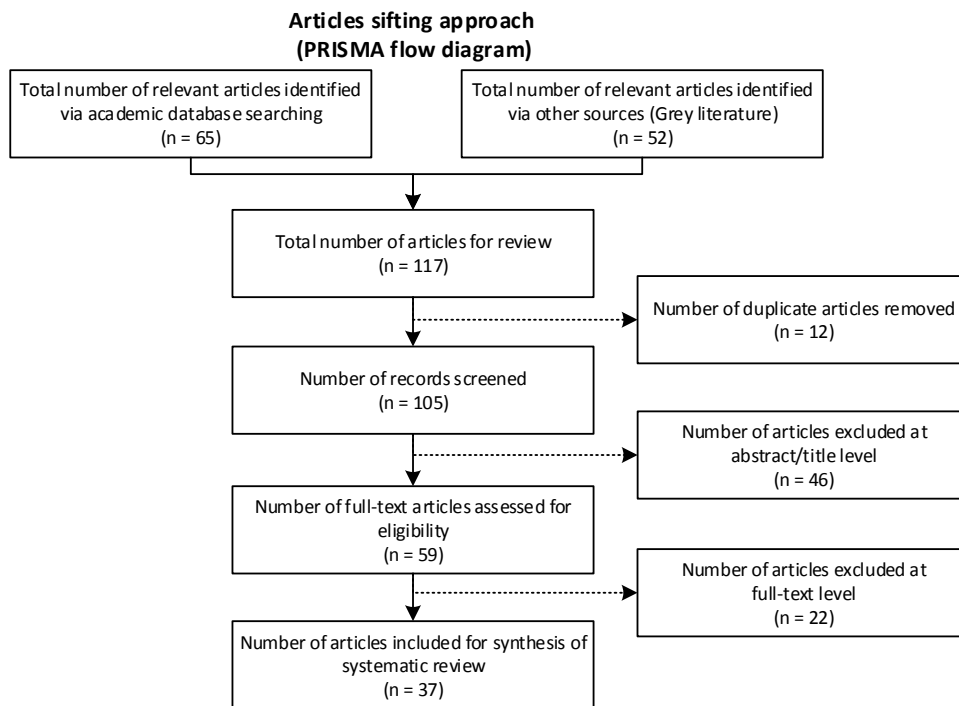 Articles sifting approach
(PRISMA flow diagram)
Total number of relevant articles identified
via academic database searching
(n = 65)
Total number of relevant articles identified
via other sources (Grey literature)
(n = 52)
Total number of articles for review
(n = 117)
Number of duplicate articles removed
(n = 12)
Number of records screened
(n = 105)
Number of articles excluded at
abstract/title level
(n = 46)
Number of full-text articles assessed for
eligibility
(n = 59)
Number of articles excluded at
full-text level
(n = 22)
Number of articles included for synthesis of
systematic review
(n = 37)